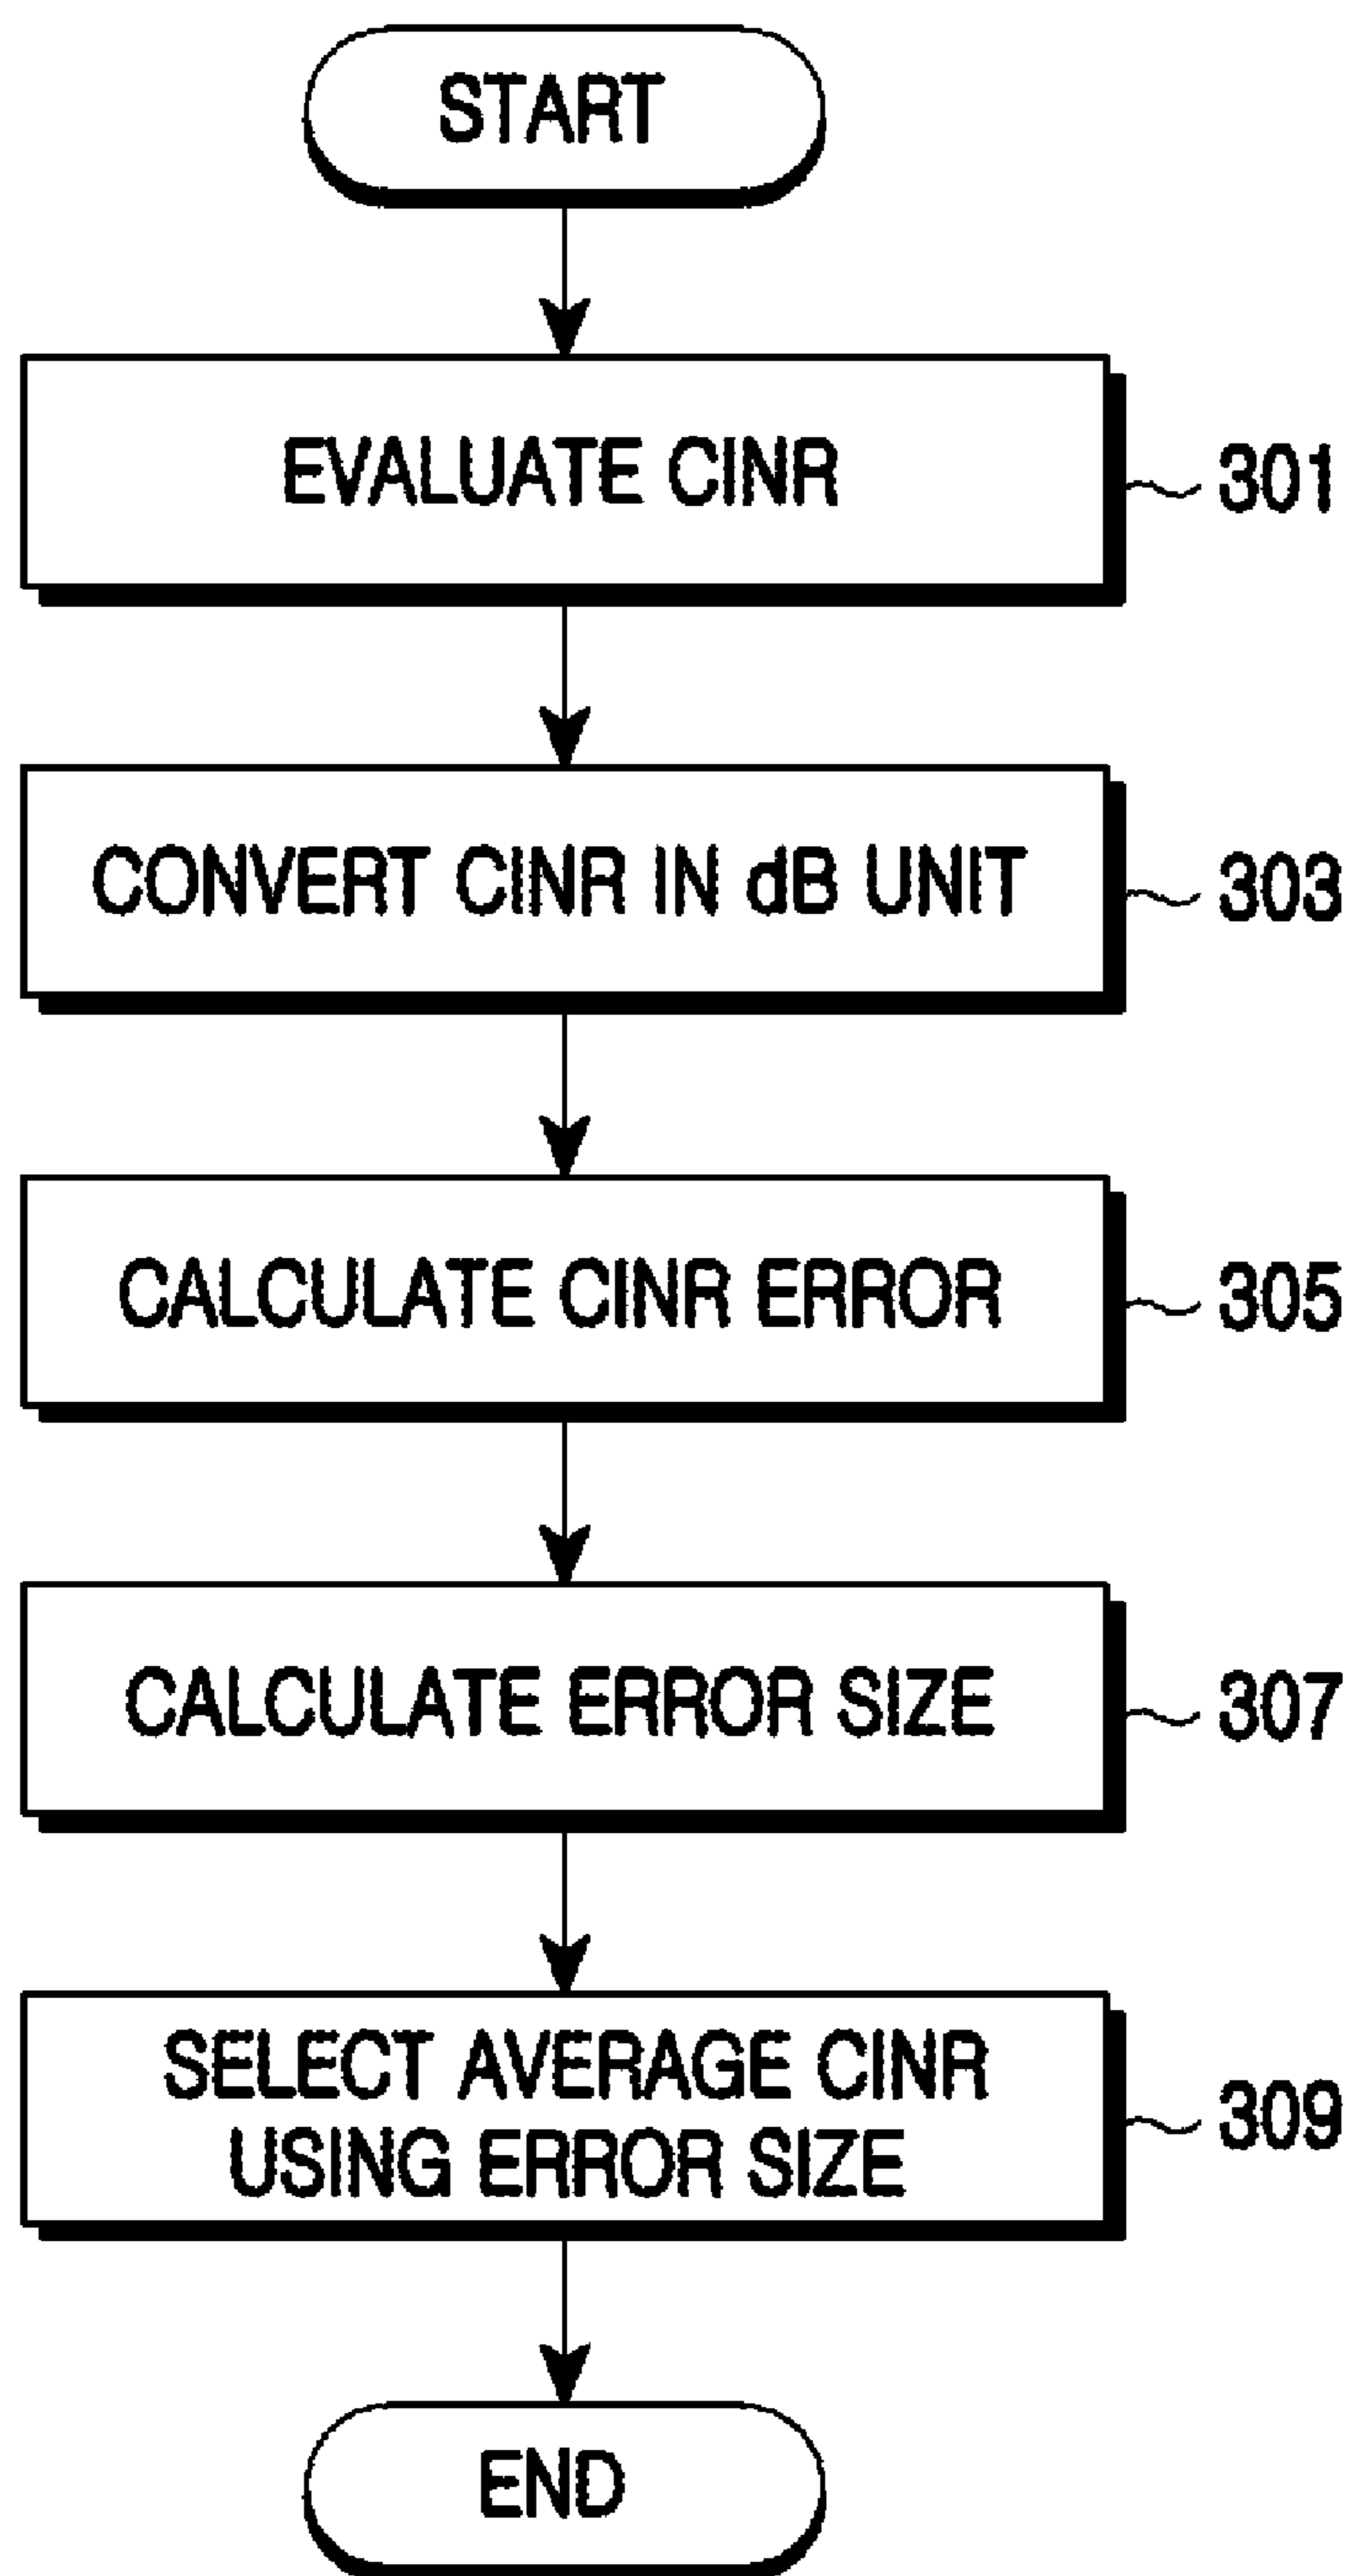 START
EVALUATE CINR
301
CONVERT CINR IN dB UNIT
303
CALCULATE CINR ERROR
305
CALCULATE ERROR SIZE
307
SELECT AVERAGE CINR
USING ERROR SIZE
309
END